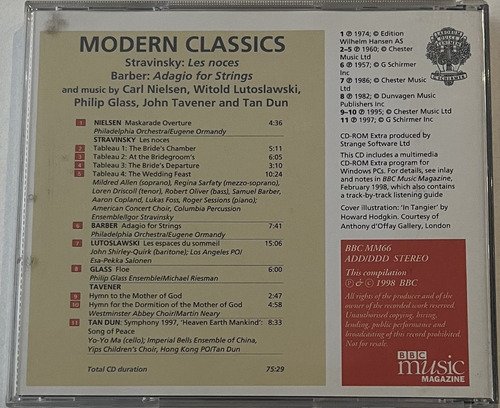 MODERN CLASSICS
Stravinsky: Les noces
Barber: Adagio for Strings
and music by Carl Nielsen, Witold Lutoslawski,
Philip Glass, John Tavener and Tan Dun
1 NIELSEN Maskarade Overture 4:36
Philadelphia Orchestra/Eugene Ormandy
STRAVINSKY Les noces
2 Tableau 1: The Bride's Chamber 5:11
3 Tableau 2: At the Bridegroom's 6:05
4 Tableau 3: The Bride's Departure 3:10
5 Tableau 4: The Wedding Feast 10:24
Mildred Allen (soprano), Regina Sarfaty (mezzo-soprano),
Loren Driscoll (tenor), Robert Oliver (bass), Samuel Barber,
Aaron Copland, Lukas Foss, Roger Sessions (piano);
American Concert Choir, Columbia Percussion
Ensemble/Igor Stravinsky
6 BARBER Adagio for Strings 7:41
Philadelphia Orchestra/Eugene Ormandy
7 LUTOSLAWSKI Les espaces du sommeil 15:06
John Shirley-Quirk (baritone); Los Angeles PO/
Esa-Pekka Salonen
8 GLASS Floe 6:00
Philip Glass Ensemble/Michael Riesman
TAVENER
9 Hymn to the Mother of God 2:47
10 Hymn for the Dormition of the Mother of God 4:58
Westminster Abbey Choir/Martin Neary
11 TAN DUN: Symphony 1997, 'Heaven Earth Mankind': 8:33
Song of Peace
Yo-Yo Ma (cello); Imperial Bells Ensemble of China,
Yips Children's Choir, Hong Kong PO/Tan Dun
Total CD duration 75:29
1 ℗ 1974; © Edition
Wilhelm Hansen AS
2–5 ℗ 1960; © Chester
Music Ltd
6 ℗ 1957; © G Schirmer
Inc
7 ℗ 1986; © Chester Music
Ltd
8 ℗ 1982; © Dunvagen Music
Publishers Inc
9–10 ℗ 1995; © Chester Music Ltd
11 ℗ 1997; © G Schirmer Inc
CD-ROM Extra produced by
Strange Software Ltd
This CD includes a multimedia
CD-ROM Extra program for
Windows PCs. For details, see inlay
and notes in BBC Music Magazine,
February 1998, which also contains
a track-by-track listening guide
Cover illustration: 'In Tangier' by
Howard Hodgkin. Courtesy of
Anthony d'Offay Gallery, London
BBC MM66
ADD/DDD STEREO
This compilation
℗ & © 1998 BBC
All rights of the producer and of the
owner of the recorded work reserved.
Unauthorised copying, hiring,
lending, public performance and
broadcasting of this record prohibited.
Not for resale.
BBC
music
MAGAZINE